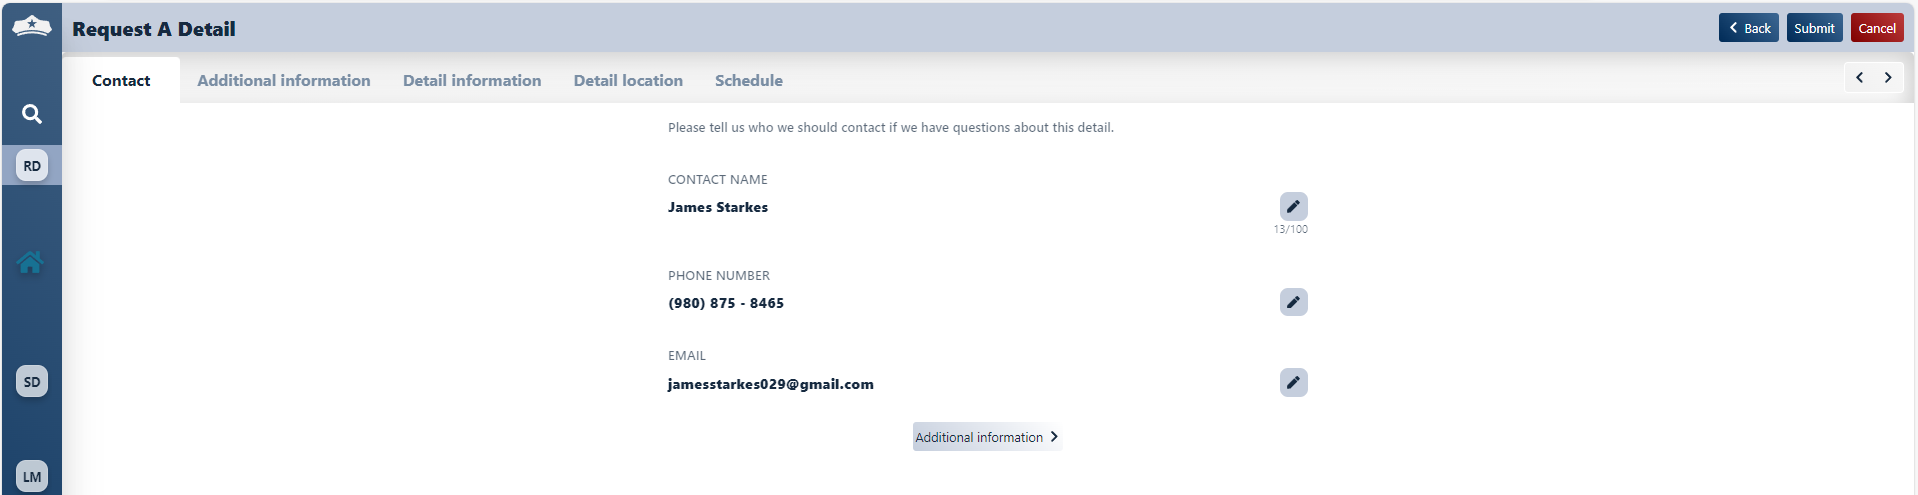 Request A Detail
Back
Submit
Cancel
Contact
Additional information
Detail information
Detail location
Schedule
RD
SD
LM
Please tell us who we should contact if we have questions about this detail.
CONTACT NAME
James Starkes
13/100
PHONE NUMBER
(980) 875 - 8465
EMAIL
jamesstarkes029@gmail.com
Additional information